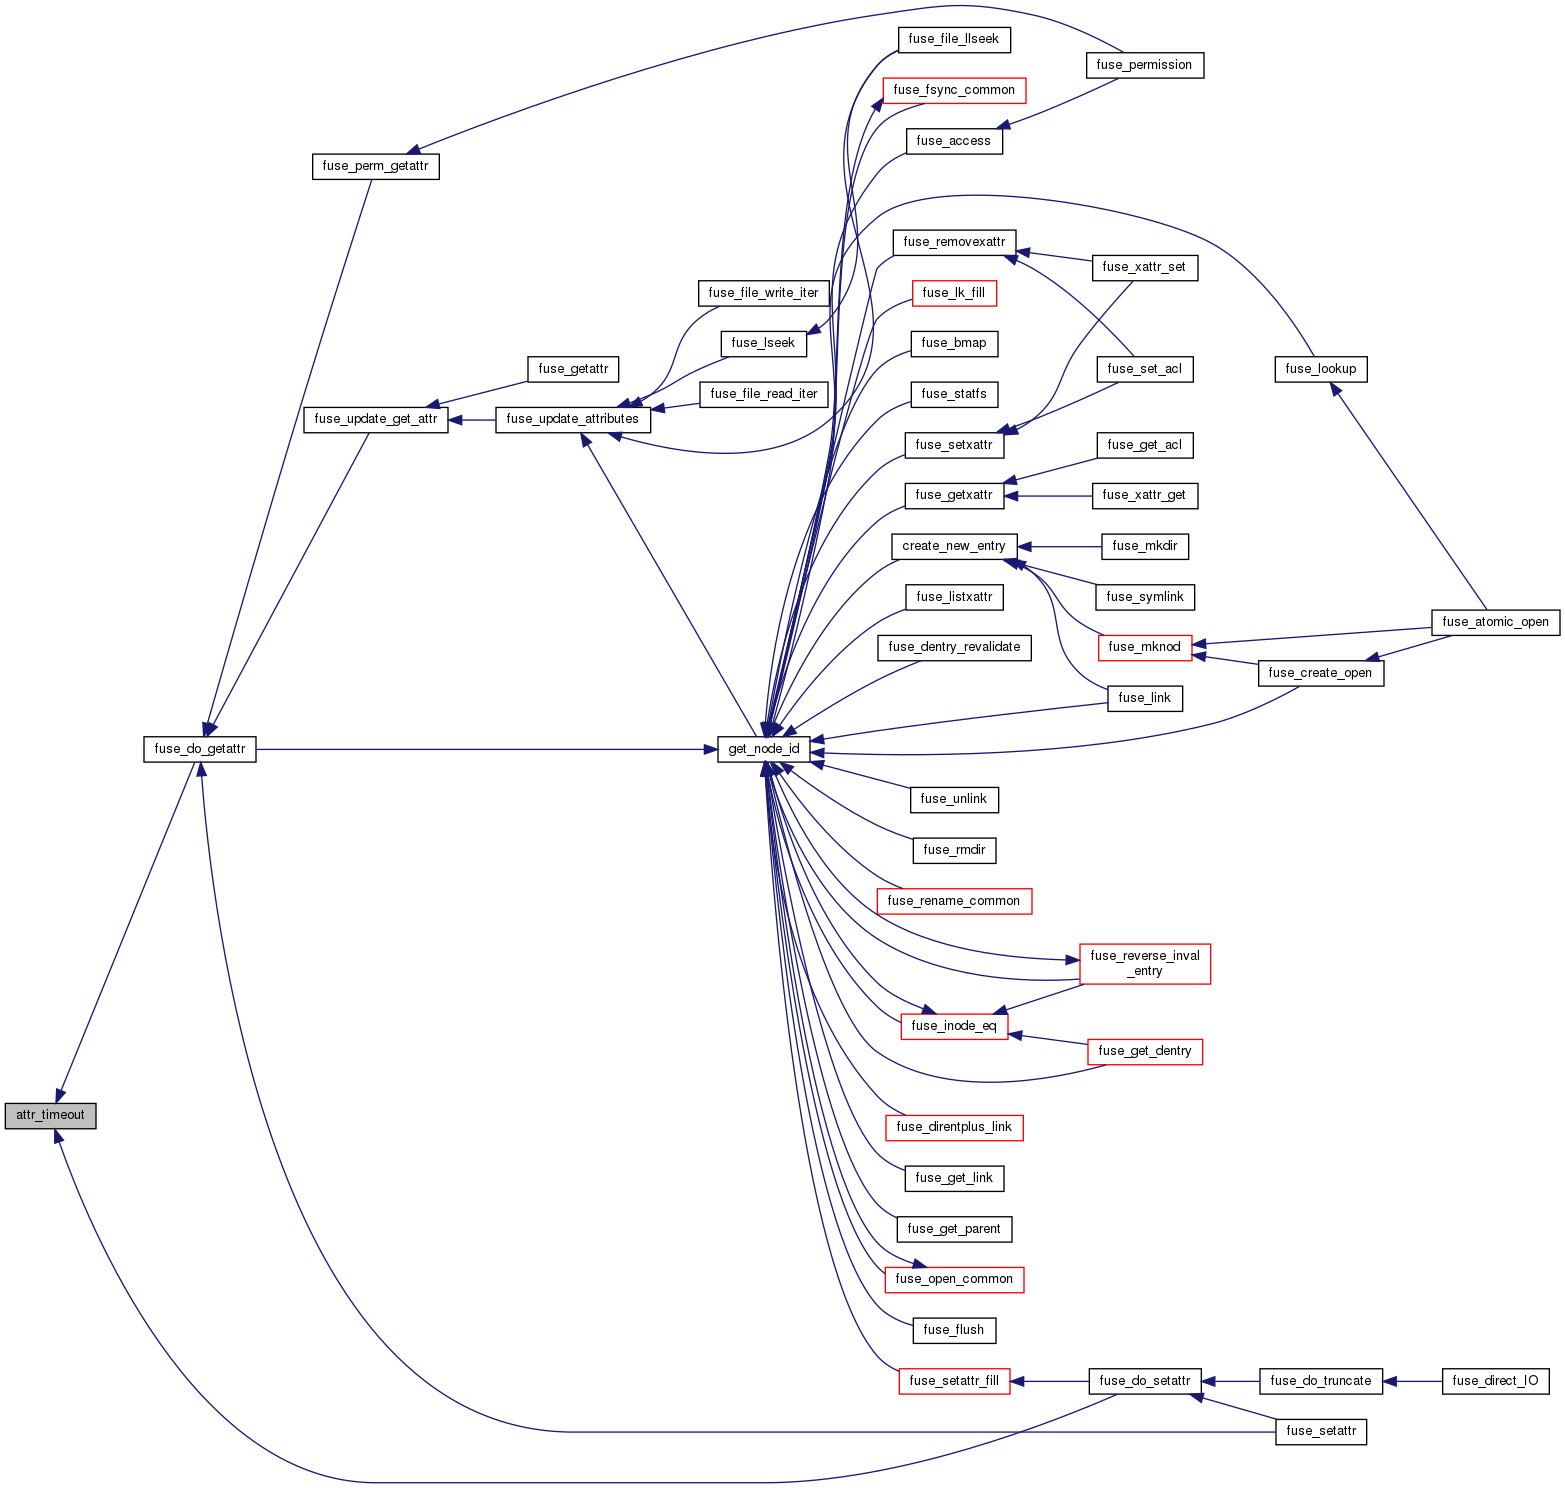 fuse_file_llseek
fuse_permission
fuse_fsync_common
fuse_access
fuse_perm_getattr
fuse_removexattr
fuse_xattr_set
fuse_file_write_iter
fuse_lk_fill
fuse_lseek
fuse_bmap
fuse_getattr
fuse_set_acl
fuse_lookup
fuse_file_read_iter
fuse_statfs
fuse_update_get_attr
fuse_update_attributes
fuse_setxattr
fuse_get_acl
fuse_getxattr
fuse_xattr_get
create_new_entry
fuse_mkdir
fuse_listxattr
fuse_symlink
fuse_atomic_open
fuse_dentry_revalidate
fuse_mknod
fuse_create_open
fuse_link
fuse_do_getattr
get_node_id
fuse_unlink
fuse_rmdir
fuse_rename_common
fuse_reverse_inval
_entry
fuse_inode_eq
fuse_get_dentry
attr_timeout
fuse_direntplus_link
fuse_get_link
fuse_get_parent
fuse_open_common
fuse_flush
fuse_setattr_fill
fuse_do_setattr
fuse_do_truncate
fuse_direct_IO
fuse_setattr